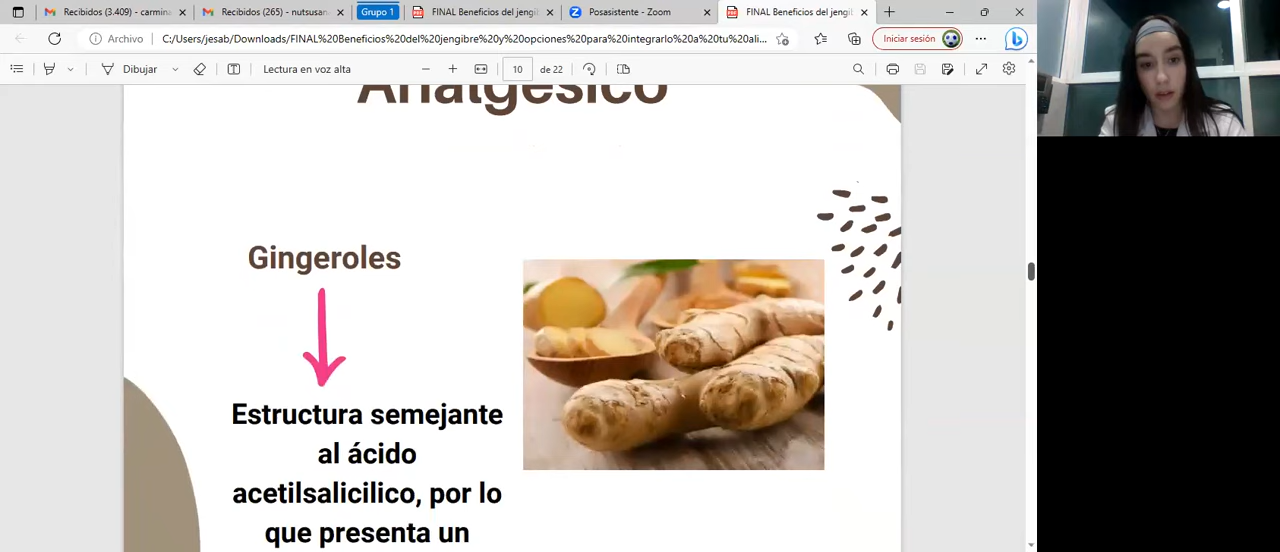 Recibidos (3.409) - carmina
Recibidos (265) - nutsusan
Grupo 1
FINAL Beneficios del jengib
Posasistente - Zoom
FINAL Beneficios del jengi
Archivo
C:/Users/jesab/Downloads/FINAL%20Beneficios%20del%20jengibre%20y%20opciones%20para%20integrarlo%20a%20tu%20ali...
Iniciar sesión
Dibujar
Lectura en voz alta
10
de 22
Analgésico
Gingeroles
Estructura semejante
al ácido
acetilsalicilico, por lo
que presenta un